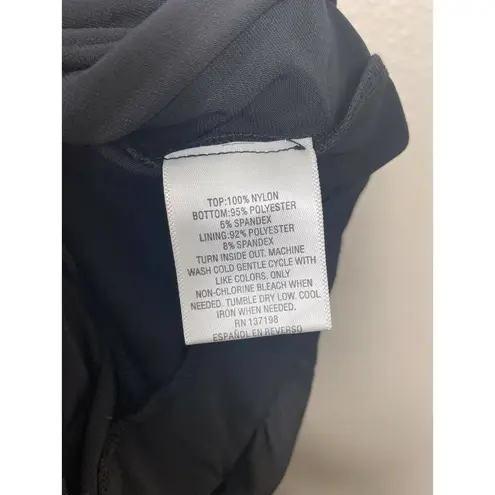 TOP:100% NYLON
BOTTOM:95% POLYESTER
5% SPANDEX
LINING:92% POLYESTER
8% SPANDEX
TURN INSIDE OUT. MACHINE
WASH COLD GENTLE CYCLE WITH
LIKE COLORS. ONLY
NON-CHLORINE BLEACH WHEN
NEEDED. TUMBLE DRY LOW. COOL
IRON WHEN NEEDED.
RN 137198
ESPAÑOL EN REVERSO